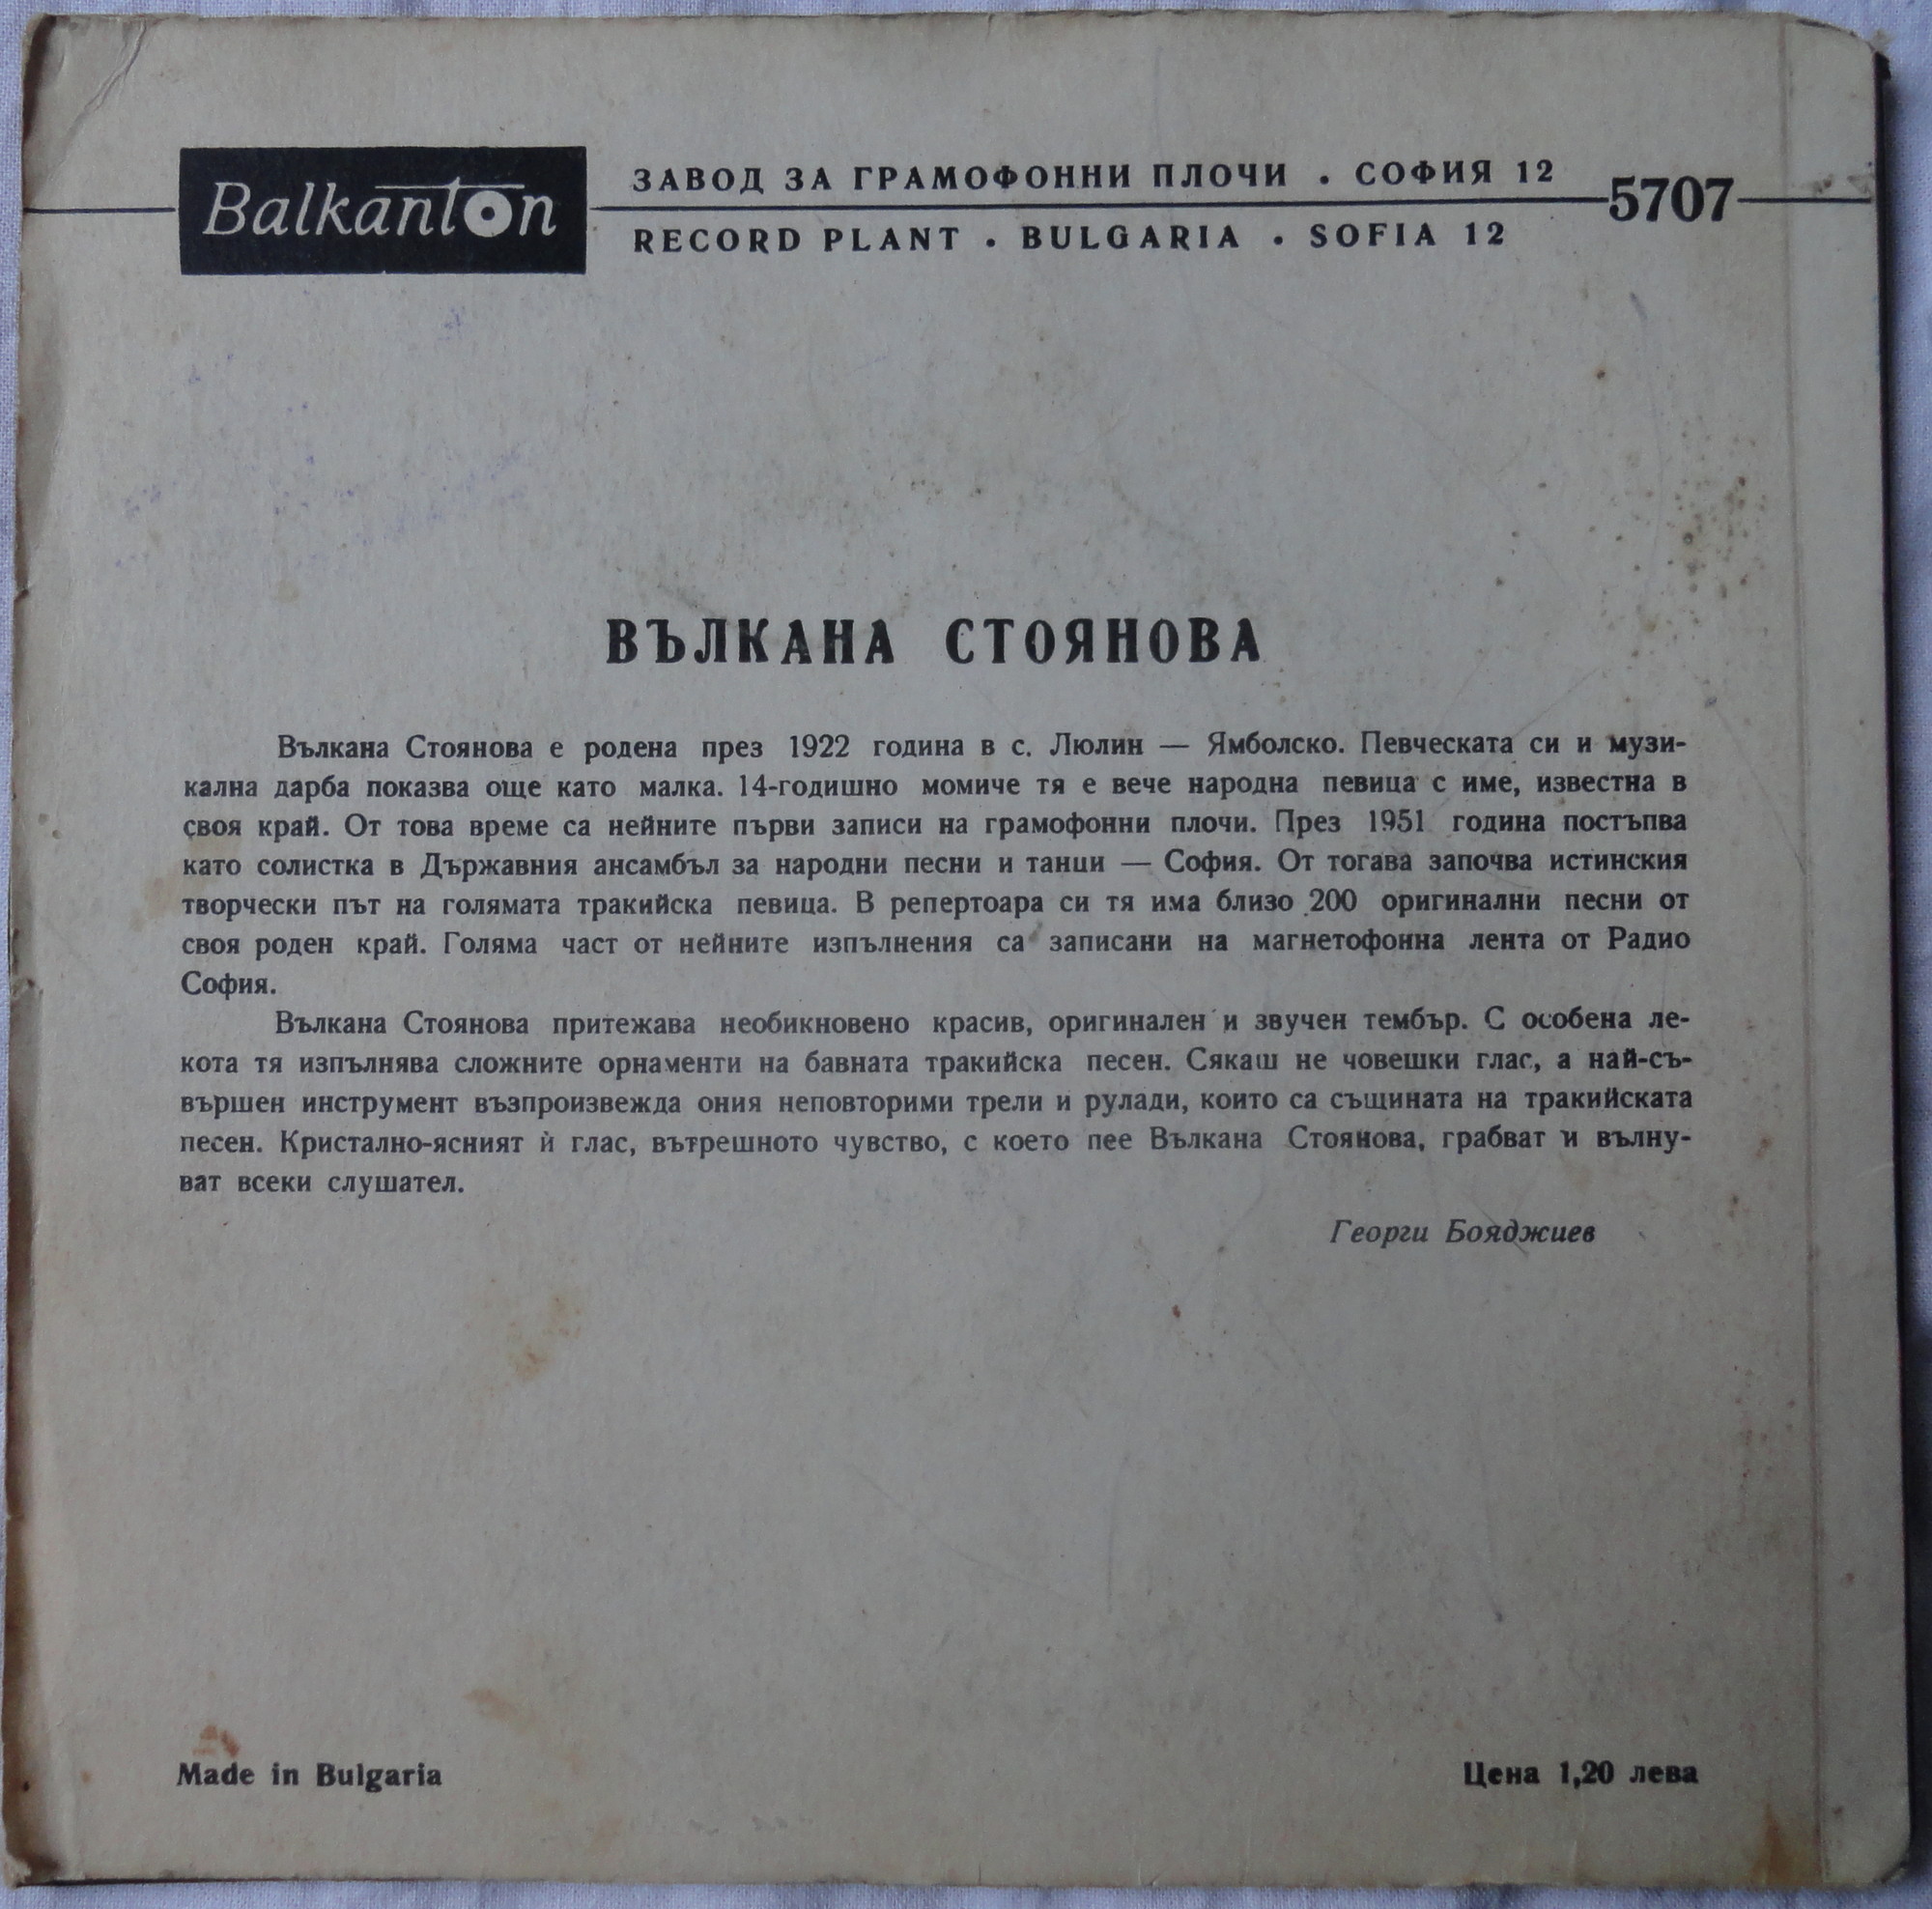 Balkanton
ЗАВОД ЗА ГРАМОФОННИ ПЛОЧИ . СОФИЯ 12
5707
RECORD PLANT . BULGARIA . SOFIA 12
ВЪЛКАНА СТОЯНОВА
Вълкана Стоянова е родена през 1922 година в с. Люлин — Ямболско. Певческата си и музи-
кална дарба показва още като малка. 14-годишно момиче тя е вече народна певица с име, известна в
своя край. От това време са нейните първи записи на грамофонни плочи. През 1951 година постъпва
като солистка в Държавния ансамбъл за народни песни и танци — София. От тогава започва истинския
творчески път на голямата тракийска певица. В репертоара си тя има близо 200 оригинални песни от
своя роден край. Голяма част от нейните изпълнения са записани на магнетофонна лента от Радио
София.
Вълкана Стоянова притежава необикновено красив, оригинален и звучен тембър. С особена ле-
кота тя изпълнява сложните орнаменти на бавната тракийска песен. Сякаш не човешки глас, а най-съ-
вършен инструмент възпроизвежда ония неповторими трели и рулади, които са същината на тракийската
песен. Кристално-ясният ѝ глас, вътрешното чувство, с което пее Вълкана Стоянова, грабват и вълну-
ват всеки слушател.
Георги Бояджиев
Made in Bulgaria
Цена 1,20 лева